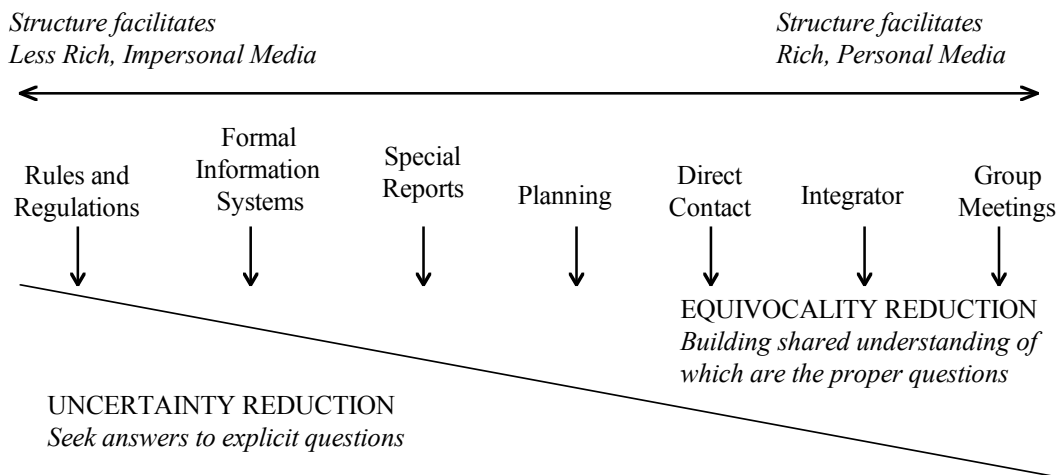 Structure facilitates
Less Rich, Impersonal Media
Structure facilitates
Rich, Personal Media
Rules and
Regulations
Formal
Information
Systems
Special
Reports
Planning
Direct
Contact
Integrator
Group
Meetings
EQUIVOCALITY REDUCTION
Building shared understanding of
which are the proper questions
UNCERTAINTY REDUCTION
Seek answers to explicit questions